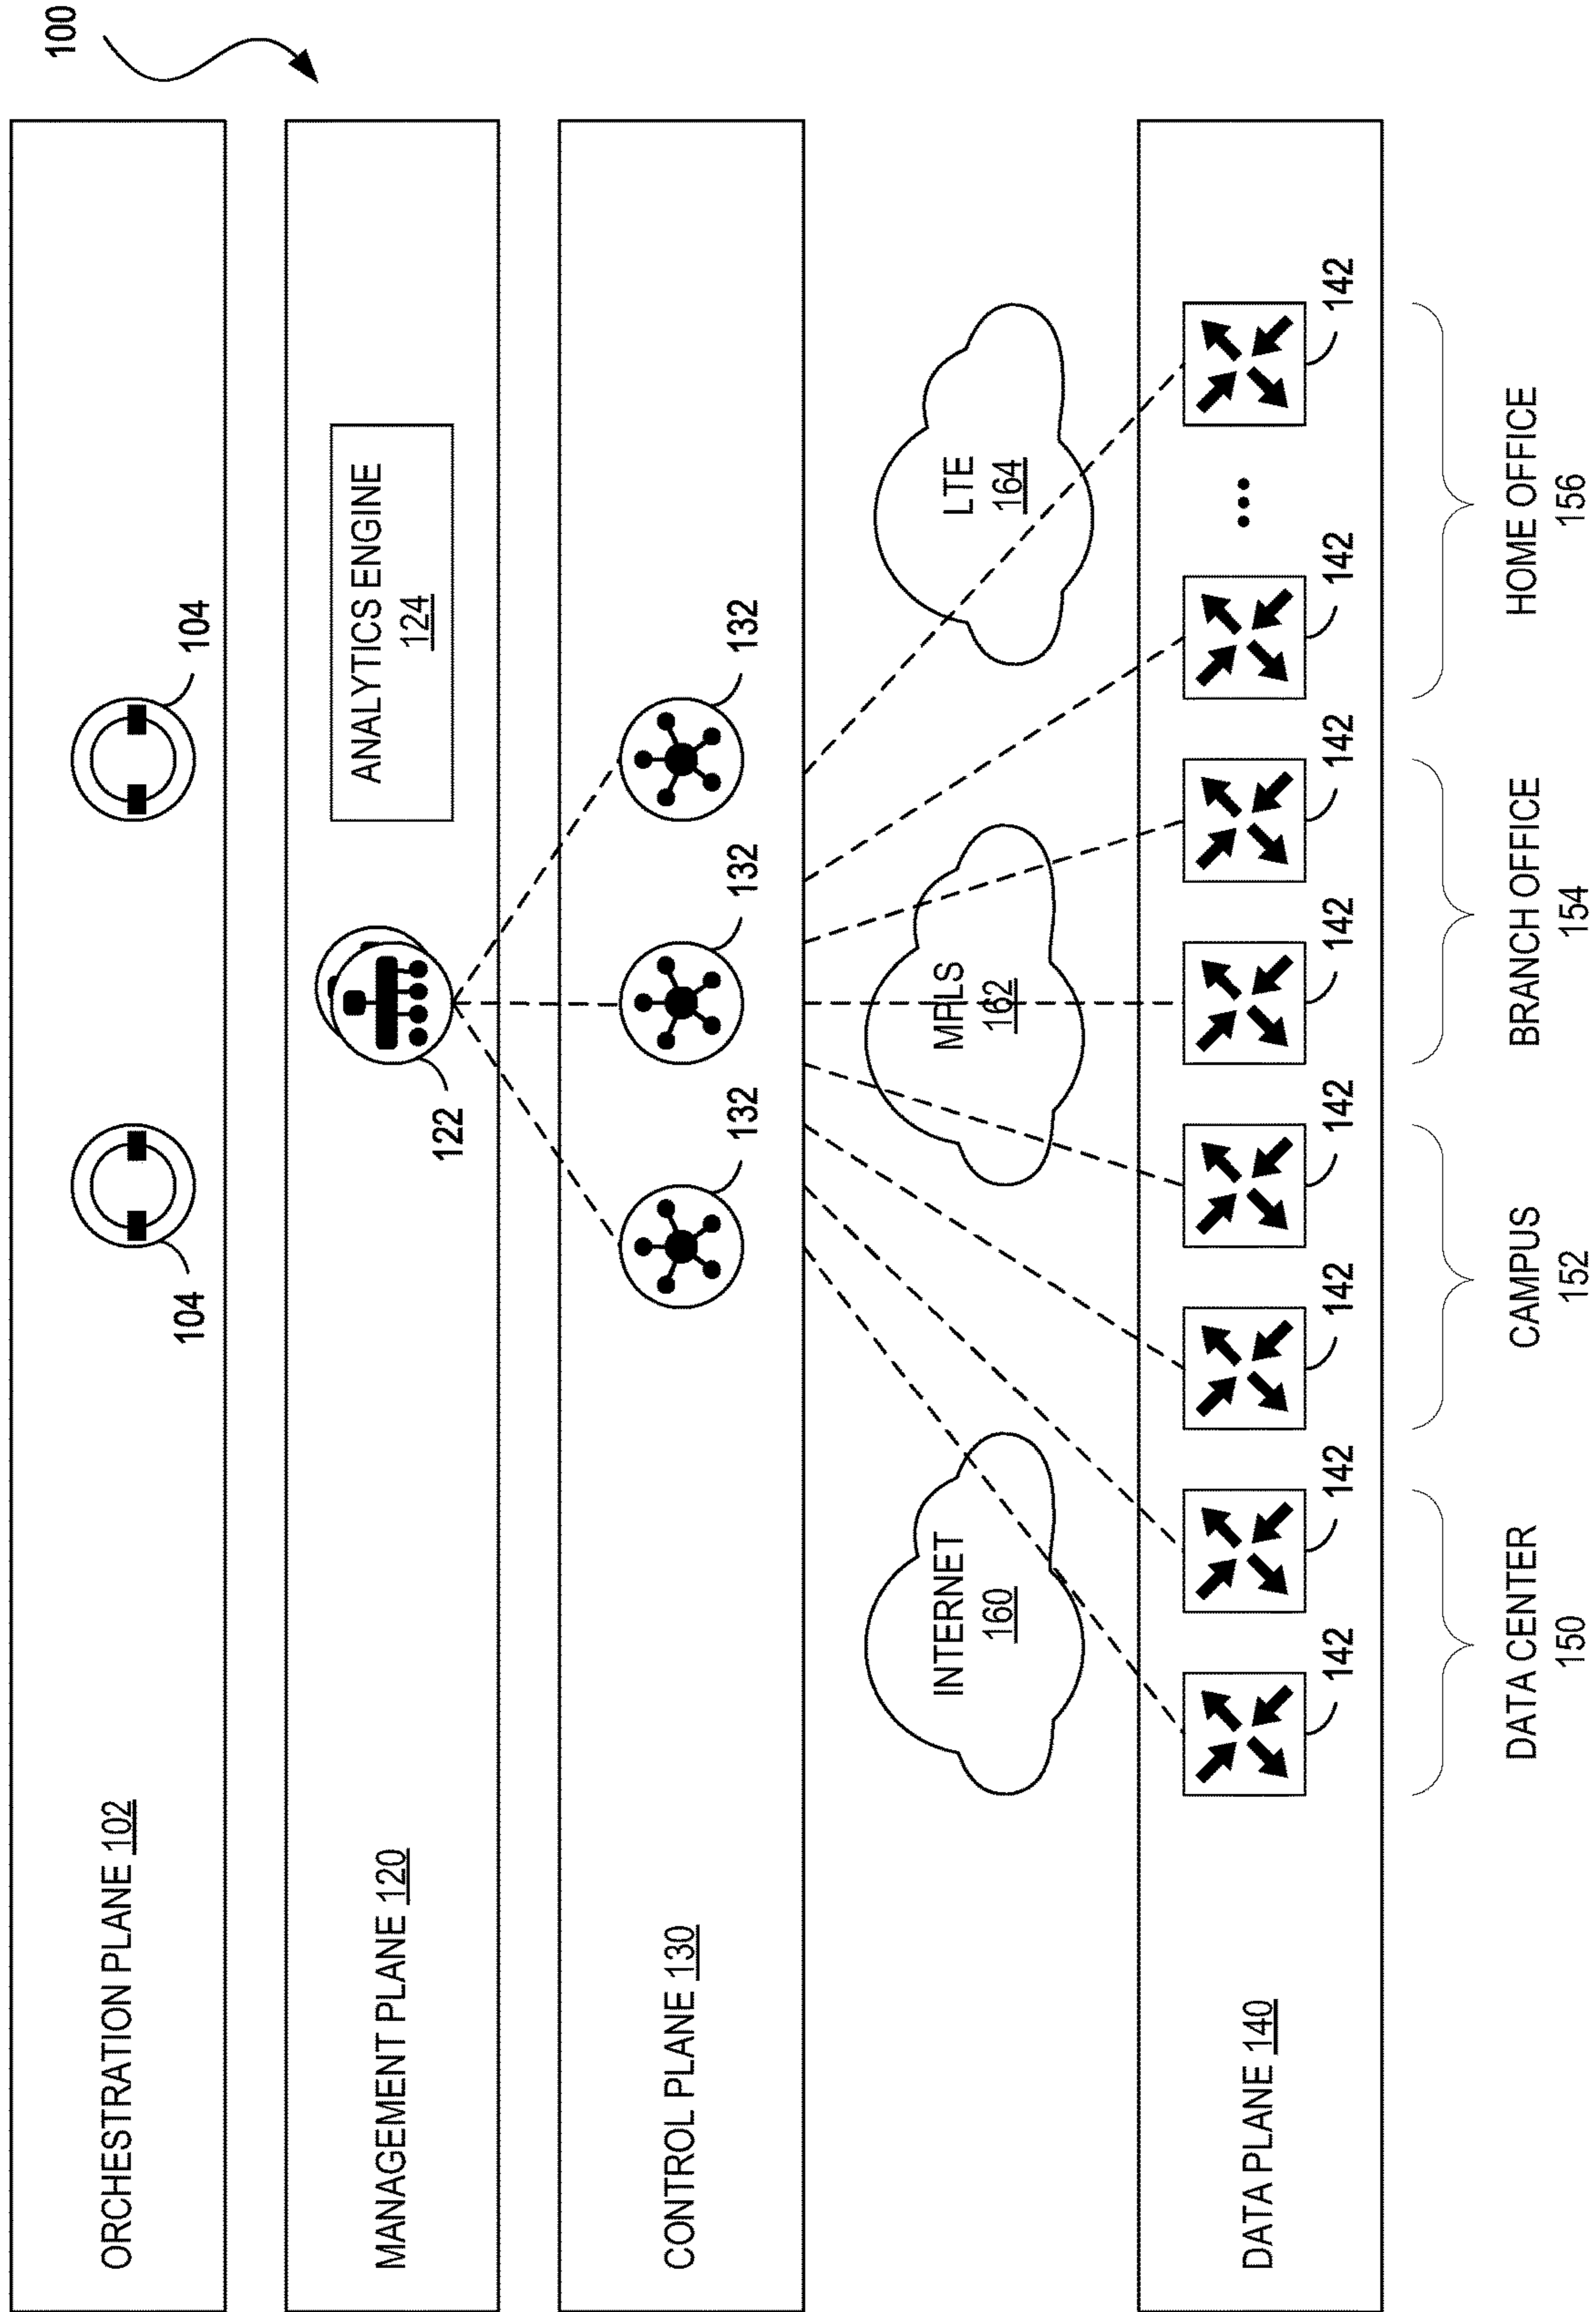 100
ORCHESTRATION PLANE 102
104
104
MANAGEMENT PLANE 120
122
ANALYTICS ENGINE
124
CONTROL PLANE 130
132
132
132
INTERNET
160
MPLS
162
LTE
164
DATA PLANE 140
142
142
142
142
142
142
142
142
DATA CENTER
150
CAMPUS
152
BRANCH OFFICE
154
HOME OFFICE
156